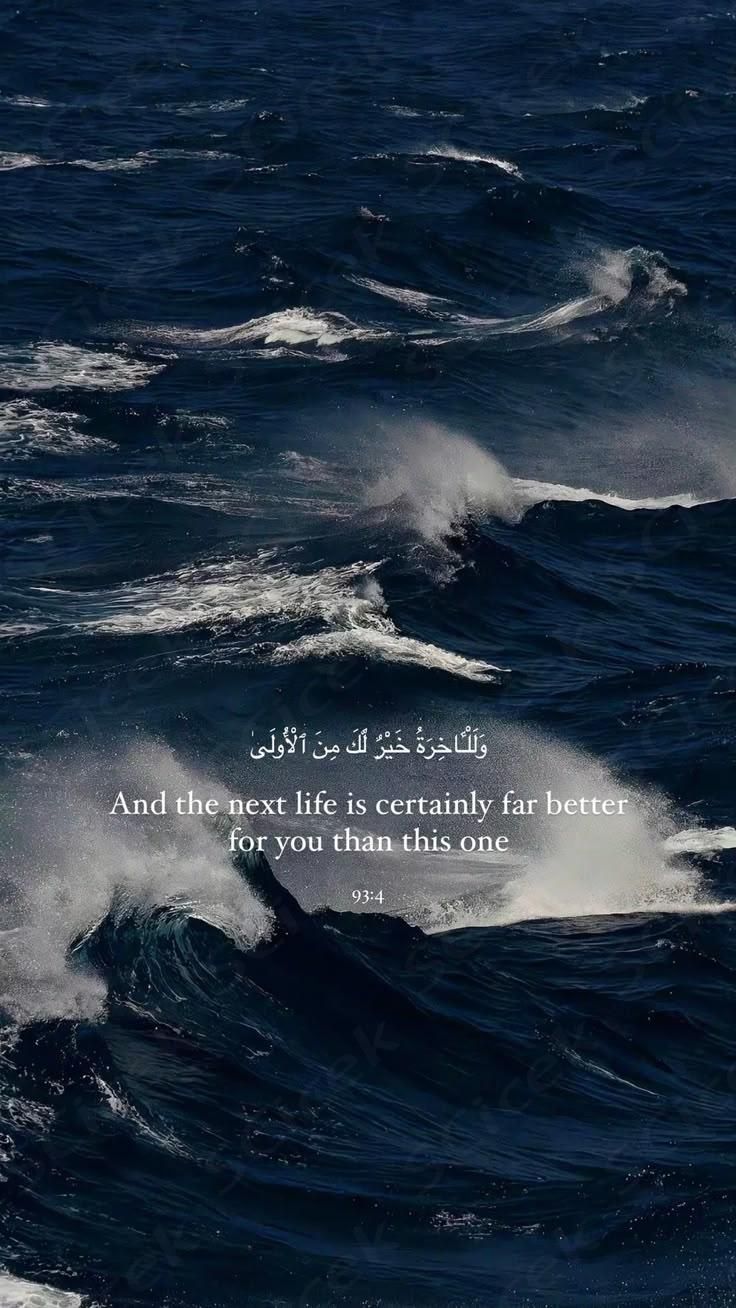 وَلَلْـَٔاخِرَةُ خَيْرٌ لَّكَ مِنَ ٱلْأُولَىٰ
And the next life is certainly far better
for you than this one
93:4